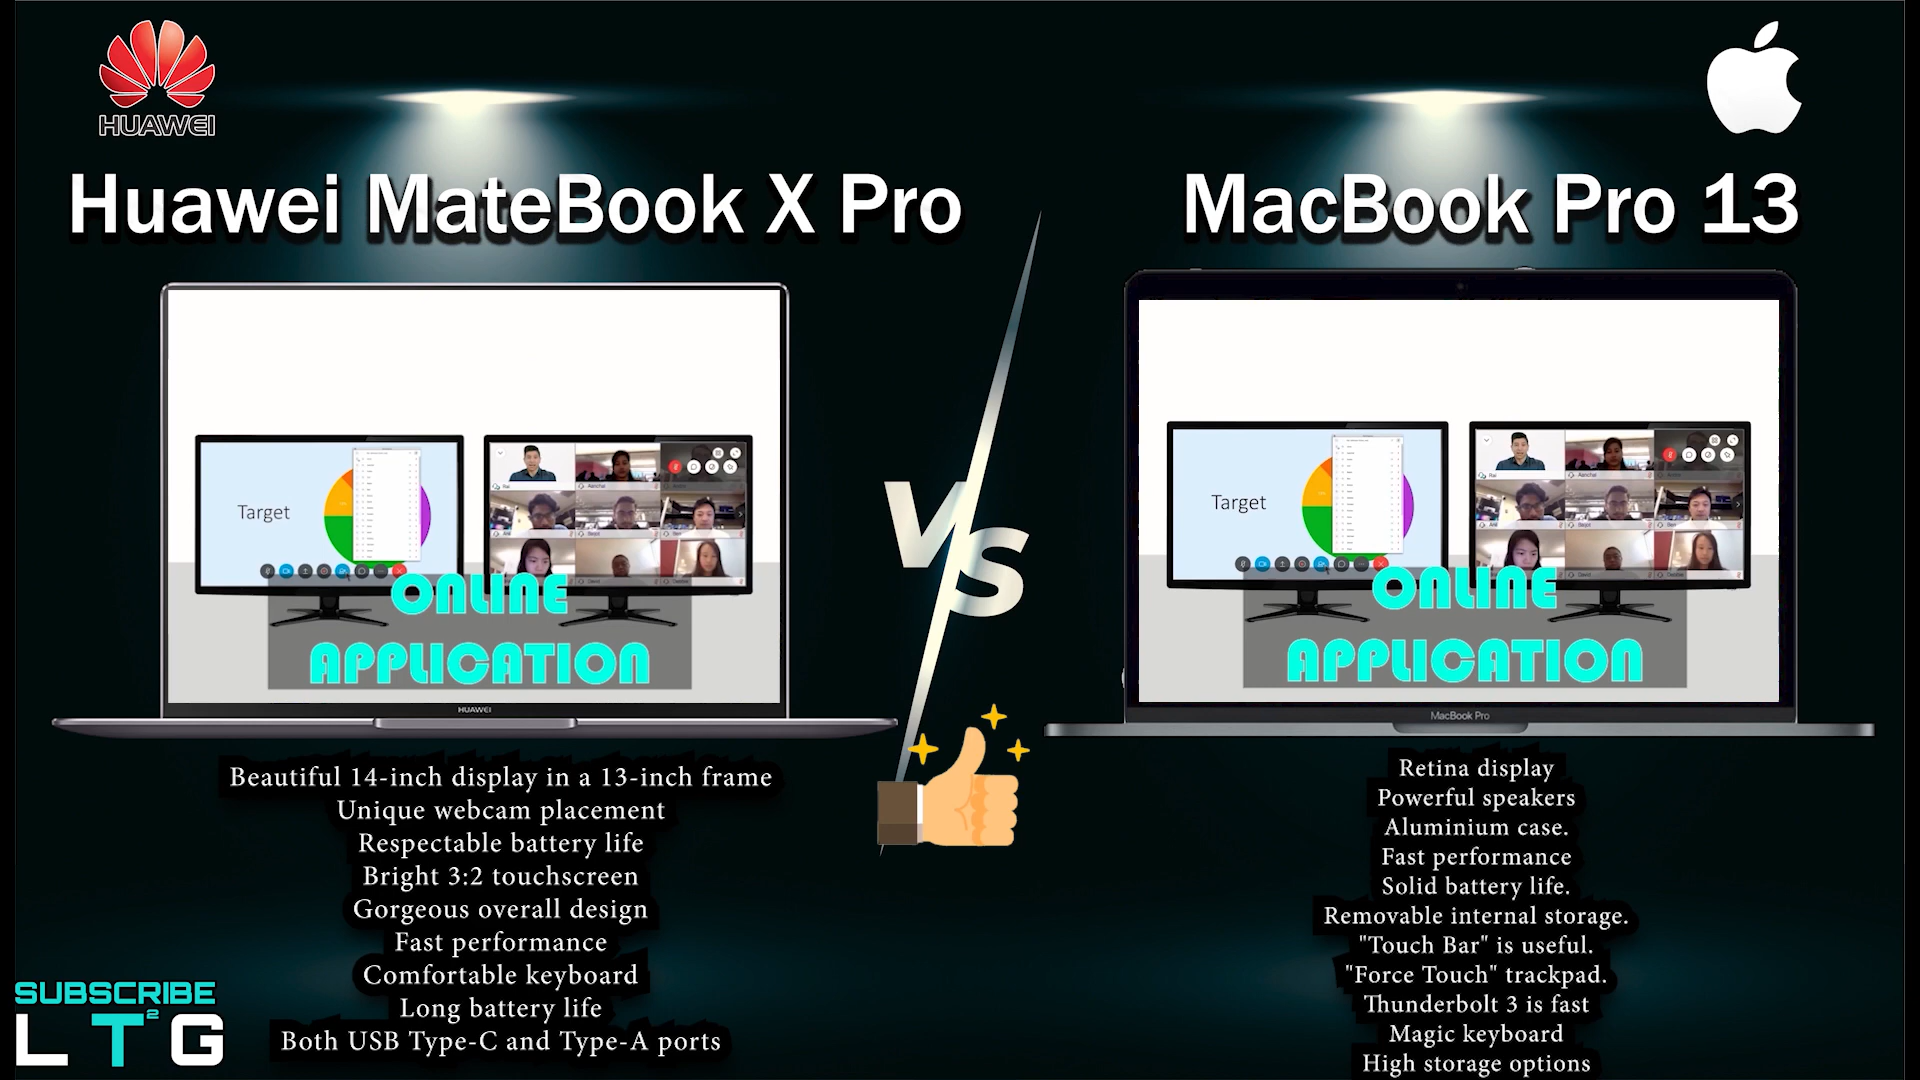 HUAWEI
Huawei MateBook X Pro
MacBook Pro 13
VS
Target
ONLINE
APPLICATION
HUAWEI
Target
ONLINE
APPLICATION
MacBook Pro
Beautiful 14-inch display in a 13-inch frame
Unique webcam placement
Respectable battery life
Bright 3:2 touchscreen
Gorgeous overall design
Fast performance
Comfortable keyboard
Long battery life
Both USB Type-C and Type-A ports
Retina display
Powerful speakers
Aluminium case.
Fast performance
Solid battery life.
Removable internal storage.
"Touch Bar" is useful.
"Force Touch" trackpad.
Thunderbolt 3 is fast
Magic keyboard
High storage options
SUBSCRIBE
LT2G